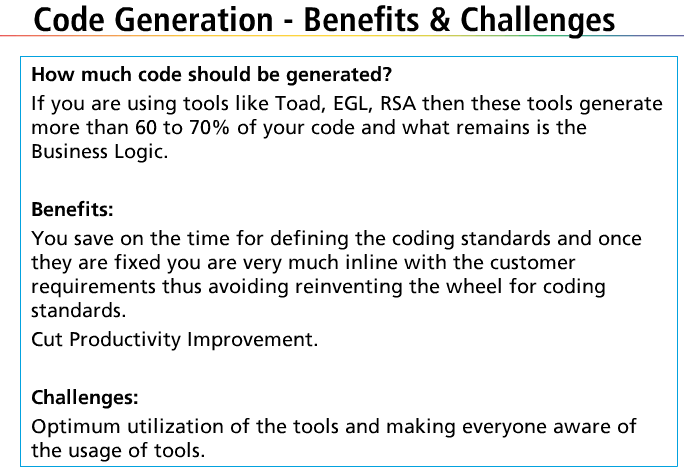 Code Generation - Benefits & Challenges
How much code should be generated?
If you are using tools like Toad, EGL, RSA then these tools generate
more than 60 to 70% of your code and what remains is the
Business Logic.
Benefits:
You save on the time for defining the coding standards and once
they are fixed you are very much inline with the customer
requirements thus avoiding reinventing the wheel for coding
standards.
Cut Productivity Improvement.
Challenges:
Optimum utilization of the tools and making everyone aware of
the usage of tools.